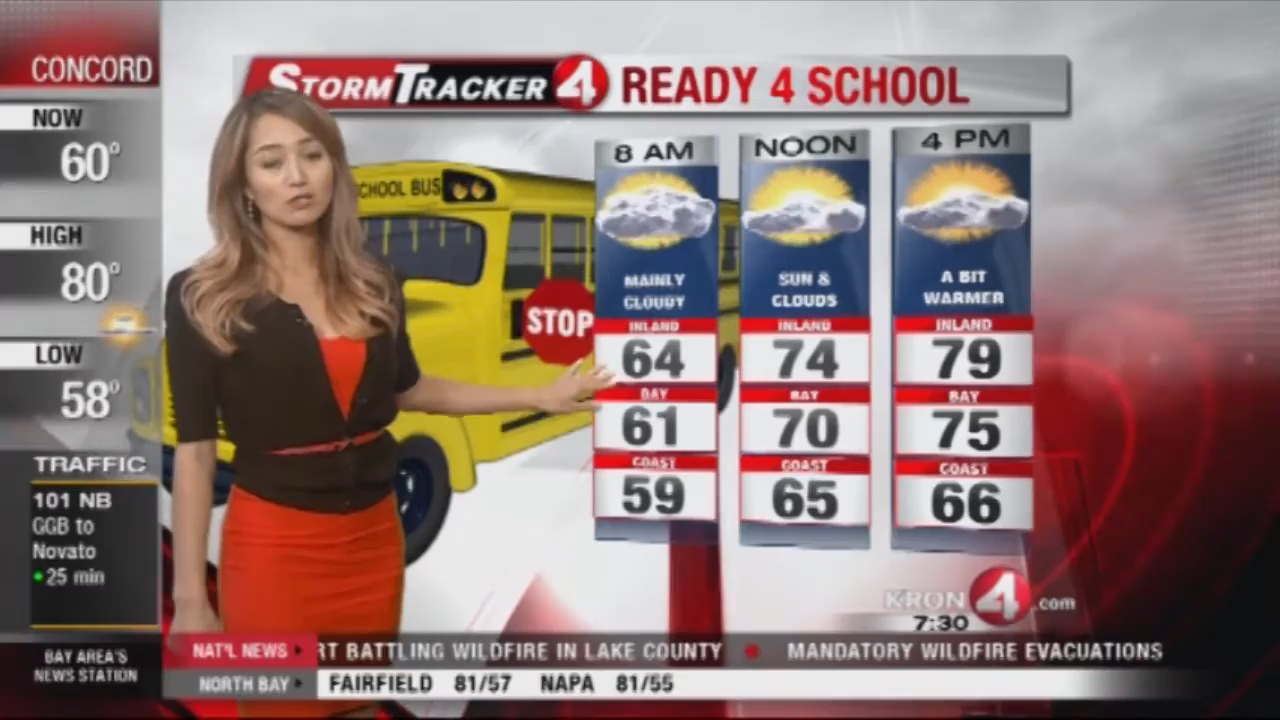 CONCORD
NOW
60°
HIGH
80°
LOW
58°
TRAFFIC
101 NB
GGB to
Novato
25 min
BAY AREA'S
NEWS STATION
STORMTRACKER 4 READY 4 SCHOOL
SCHOOL BUS
STOP
8 AM
MAINLY
CLOUDY
INLAND
64
BAY
61
COAST
59
NOON
SUN &
CLOUDS
INLAND
74
BAY
70
COAST
65
4 PM
A BIT
WARMER
INLAND
79
BAY
75
COAST
66
KRON 4.com
7:30
NAT'L NEWS RT BATTLING WILDFIRE IN LAKE COUNTY MANDATORY WILDFIRE EVACUATIONS
NORTH BAY FAIRFIELD 81/57 NAPA 81/55